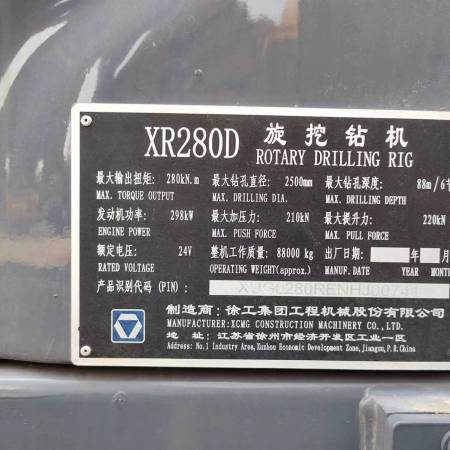 XR280D 旋挖钻机
ROTARY DRILLING RIG
最大输出扭矩: 280kN.m 最大钻孔直径: 2500mm 最大钻孔深度: 88m/6
MAX. TORQUE OUTPUT MAX. DRILLING DIA. MAX. DRILLING DEPTH
发动机功率: 298kW 最大加压力: 210kN 最大提升力: 220kN
ENGINE POWER MAX. PUSH FORCE MAX. PULL FORCE
额定电压: 24V 整机工作质量: 88000 kg 出厂日期: 年 月
RATED VOLTAGE OPERATING WEIGHT(approx.) MANUF. DATE YEAR MONT
产品识别代码 (PIN):
制造商: 徐工集团工程机械股份有限公司
MANUFACTURER:XCMG CONSTRUCTION MACHINERY CO.,LTD.
地 址: 江苏省徐州市经济开发区工业一区
Address: No.1 Industry Area, Xuzhou Economic Development Zone, Jiangsu, P.R.China